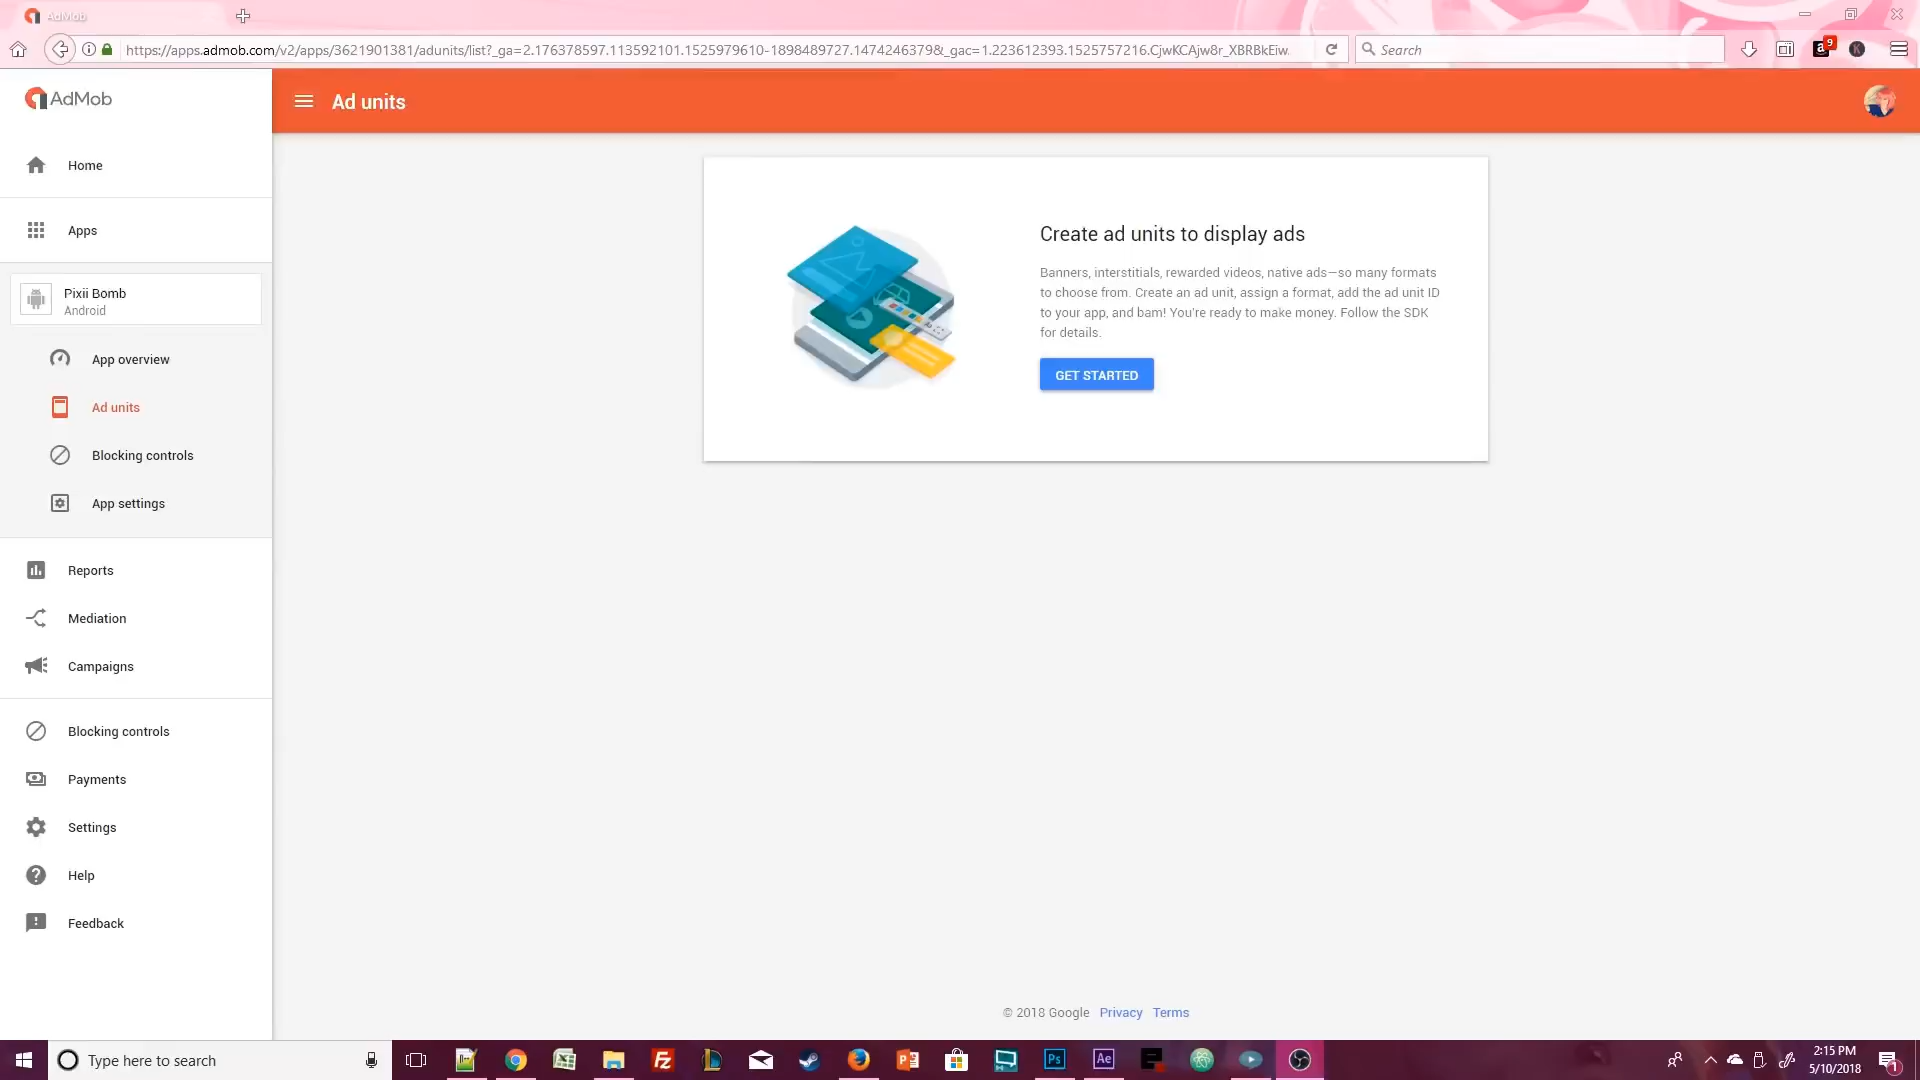 AdMob
https://apps.admob.com/v2/apps/3621901381/adunits/list?_ga=2.176378597.113592101.1525979610-1898489727.1474246379&_gac=1.223612393.1525757216.CjwKCAjw8r_XBRBkEiw.
Search
9
AdMob
Ad units
Home
Apps
Pixii Bomb
Android
App overview
Ad units
Blocking controls
App settings
Reports
Mediation
Campaigns
Blocking controls
Payments
Settings
Help
Feedback
Create ad units to display ads
Banners, interstitials, rewarded videos, native ads—so many formats
to choose from. Create an ad unit, assign a format, add the ad unit ID
to your app, and bam! You're ready to make money. Follow the SDK
for details.
GET STARTED
© 2018 Google Privacy Terms
Type here to search
Ps
Ae
2:15 PM
5/10/2018
1